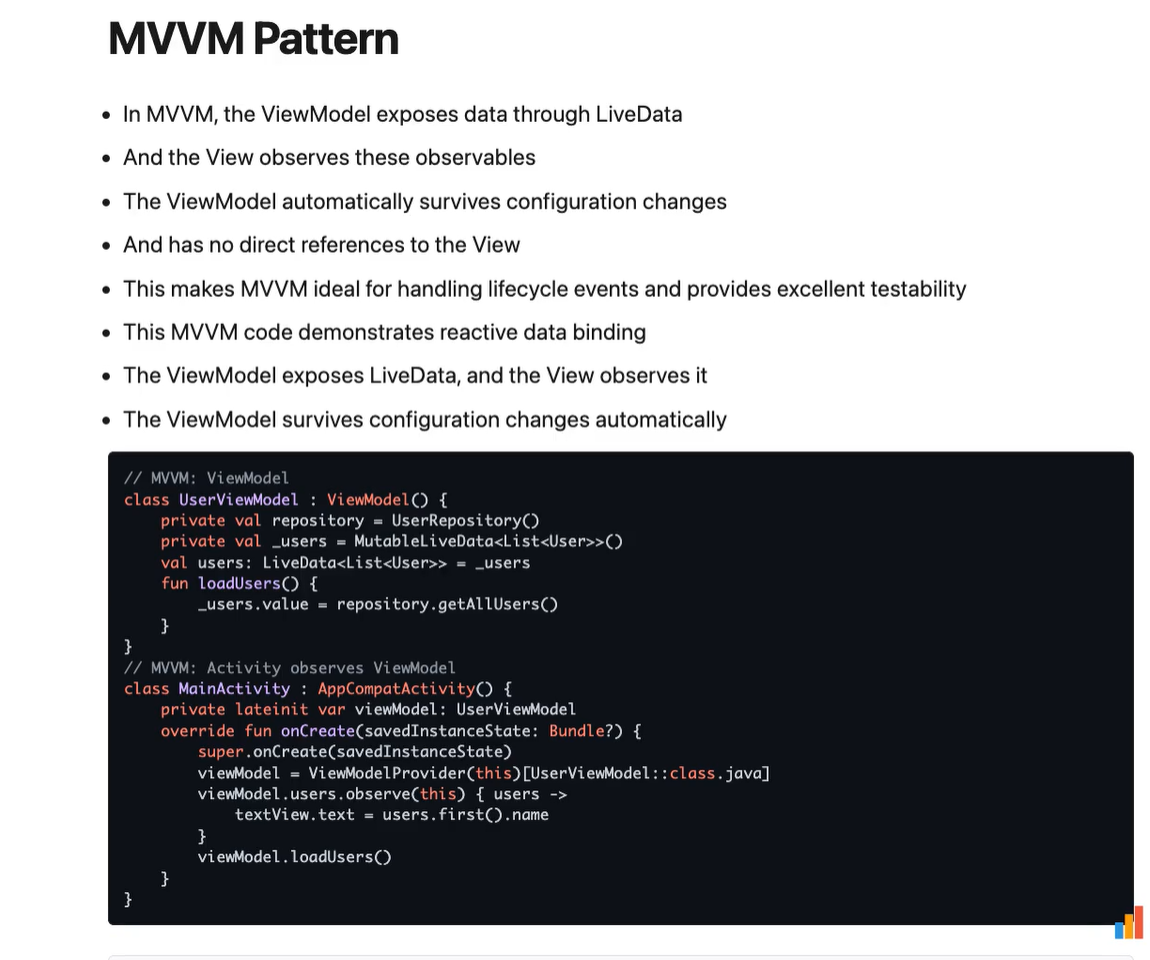 MVVM Pattern
• In MVVM, the ViewModel exposes data through LiveData
• And the View observes these observables
• The ViewModel automatically survives configuration changes
• And has no direct references to the View
• This makes MVVM ideal for handling lifecycle events and provides excellent testability
• This MVVM code demonstrates reactive data binding
• The ViewModel exposes LiveData, and the View observes it
• The ViewModel survives configuration changes automatically
// MVVM: ViewModel
class UserViewModel : ViewModel() {
    private val repository = UserRepository()
    private val _users = MutableLiveData<List<User>>()
    val users: LiveData<List<User>> = _users
    fun loadUsers() {
        _users.value = repository.getAllUsers()
    }
}
// MVVM: Activity observes ViewModel
class MainActivity : AppCompatActivity() {
    private lateinit var viewModel: UserViewModel
    override fun onCreate(savedInstanceState: Bundle?) {
        super.onCreate(savedInstanceState)
        viewModel = ViewModelProvider(this)[UserViewModel::class.java]
        viewModel.users.observe(this) { users ->
            textView.text = users.first().name
        }
        viewModel.loadUsers()
    }
}